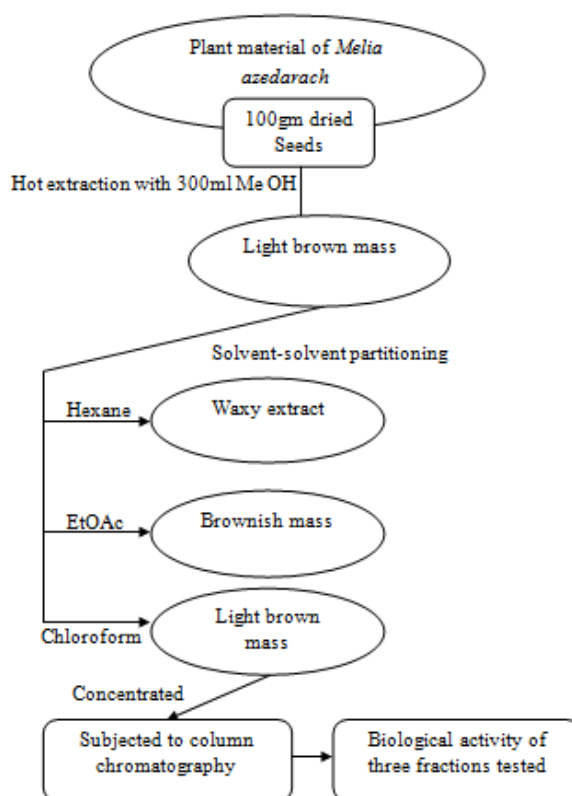 Plant material of Melia
azedarach
100gm dried
Seeds
Hot extraction with 300ml Me OH
Light brown mass
Solvent-solvent partitioning
Hexane
Waxy extract
EtOAc
Brownish mass
Chloroform
Light brown
mass
Concentrated
Subjected to column
chromatography
Biological activity of
three fractions tested